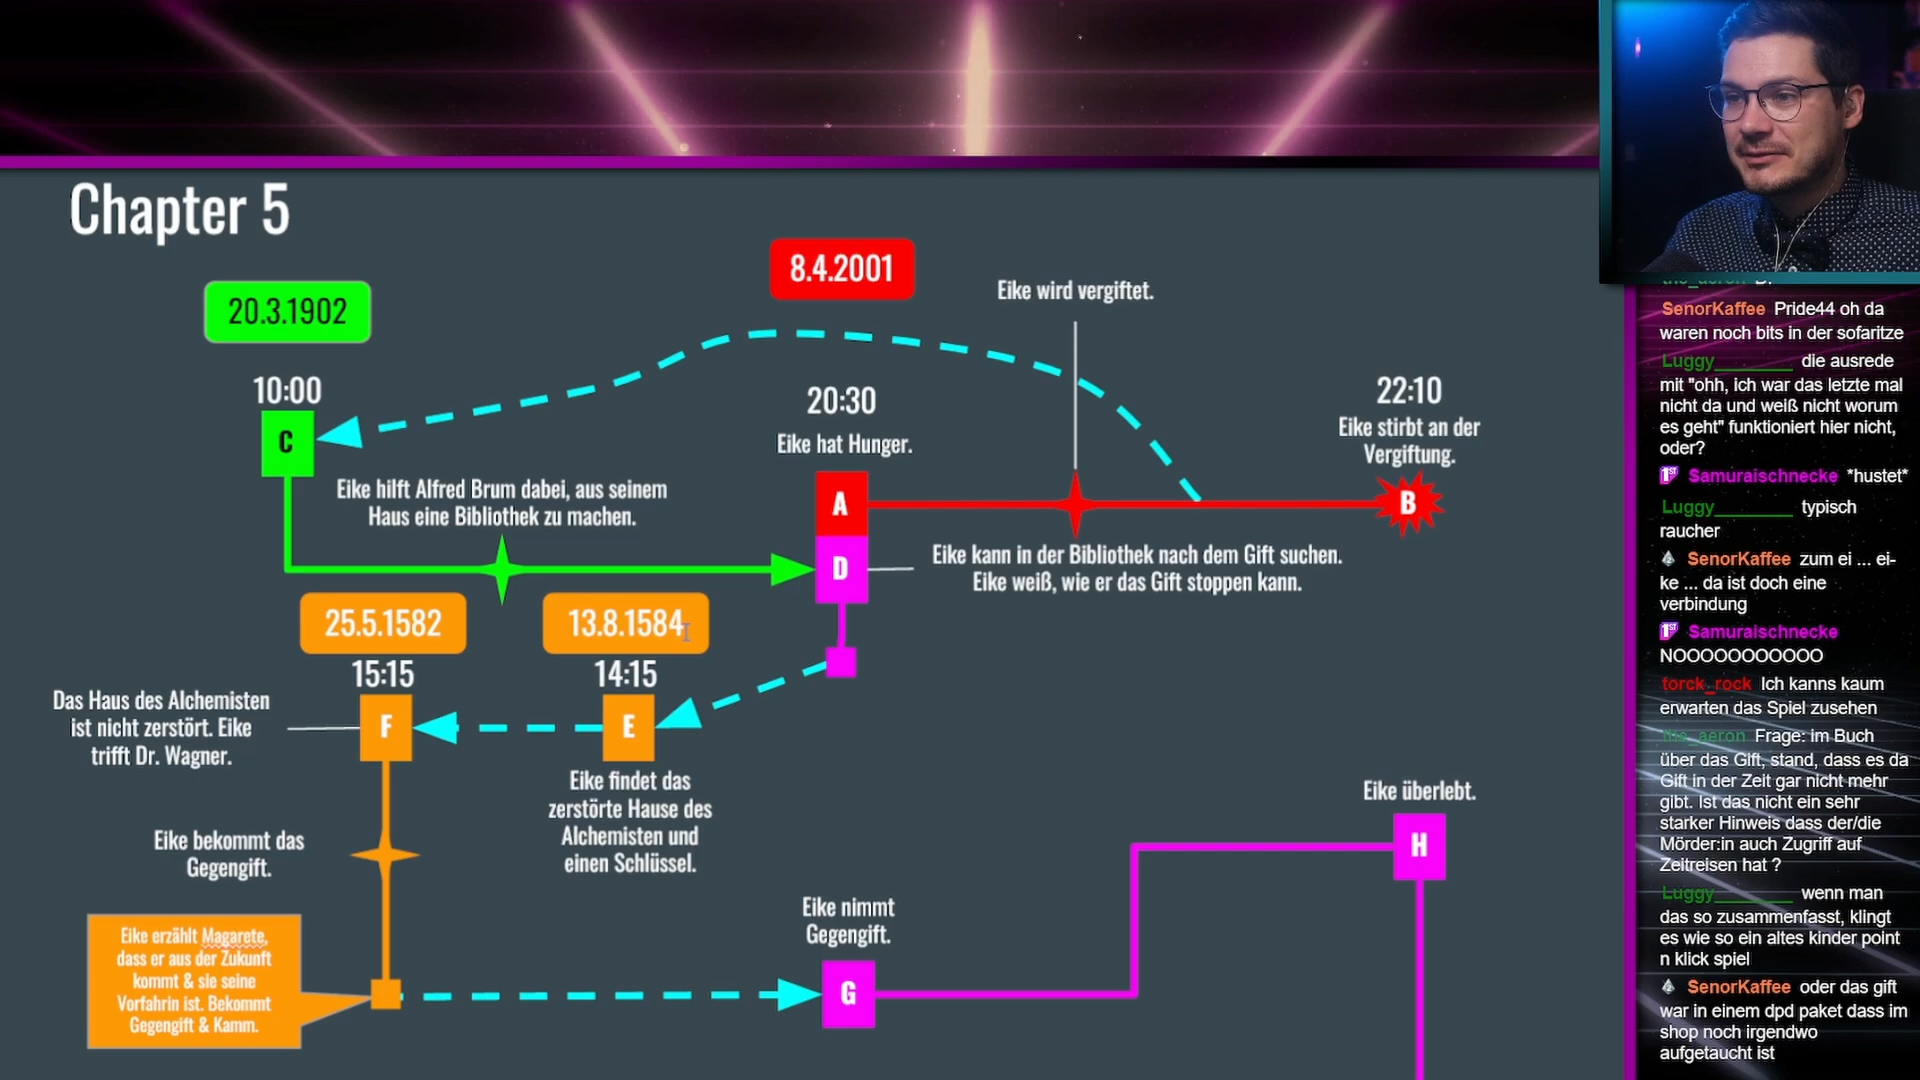 Chapter 5
20.3.1902
10:00
C
8.4.2001
20:30
Eike hat Hunger.
A
D
Eike wird vergiftet.
22:10
Eike stirbt an der
Vergiftung.
B
Eike hilft Alfred Brum dabei, aus seinem
Haus eine Bibliothek zu machen.
Eike kann in der Bibliothek nach dem Gift suchen.
Eike weiß, wie er das Gift stoppen kann.
25.5.1582
15:15
F
13.8.1584
14:15
E
Das Haus des Alchemisten
ist nicht zerstört. Eike
trifft Dr. Wagner.
Eike findet das
zerstörte Hause des
Alchemisten und
einen Schlüssel.
Eike bekommt das
Gegengift.
Eike erzählt Magarete,
dass er aus der Zukunft
kommt & sie seine
Vorfahrin ist. Bekommt
Gegengift & Kamm.
Eike nimmt
Gegengift.
G
Eike überlebt.
H
SenorKaffee Pride44 oh da
waren noch bits in der sofaritze
Luggy________ die ausrede
mit "ohh, ich war das letzte mal
nicht da und weiß nicht worum
es geht" funktioniert hier nicht,
oder?
1ST Samuraischnecke *hustet*
Luggy________ typisch
raucher
SenorKaffee zum ei ... ei-
ke ... da ist doch eine
verbindung
1ST Samuraischnecke
NOOOOOOOOOOO
torck_rock Ich kanns kaum
erwarten das Spiel zusehen
the_aeron Frage: im Buch
über das Gift, stand, dass es da
Gift in der Zeit gar nicht mehr
gibt. Ist das nicht ein sehr
starker Hinweis dass der/die
Mörder:in auch Zugriff auf
Zeitreisen hat ?
Luggy________ wenn man
das so zusammenfasst, klingt
es wie so ein altes kinder point
n klick spiel
SenorKaffee oder das gift
war in einem dpd paket dass im
shop noch irgendwo
aufgetaucht ist